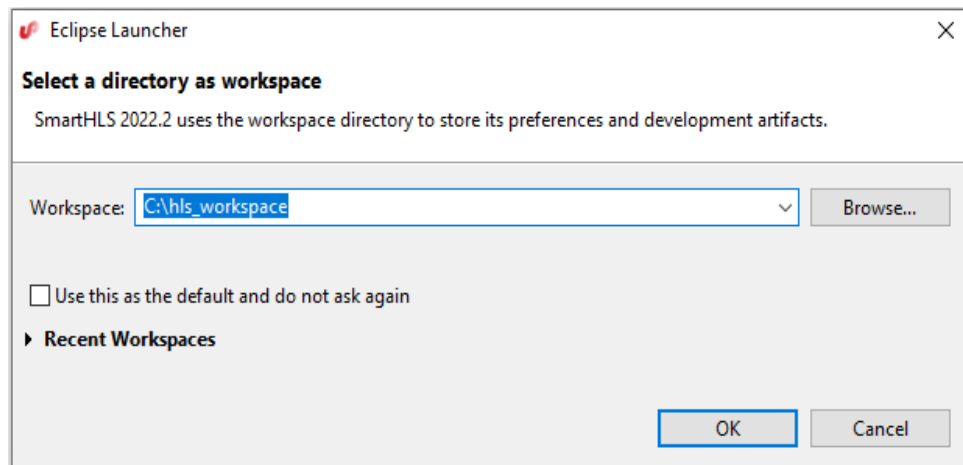 Eclipse Launcher
Select a directory as workspace
SmartHLS 2022.2 uses the workspace directory to store its preferences and development artifacts.
Workspace: C:\hls_workspace Browse...
Use this as the default and do not ask again
Recent Workspaces
OK Cancel